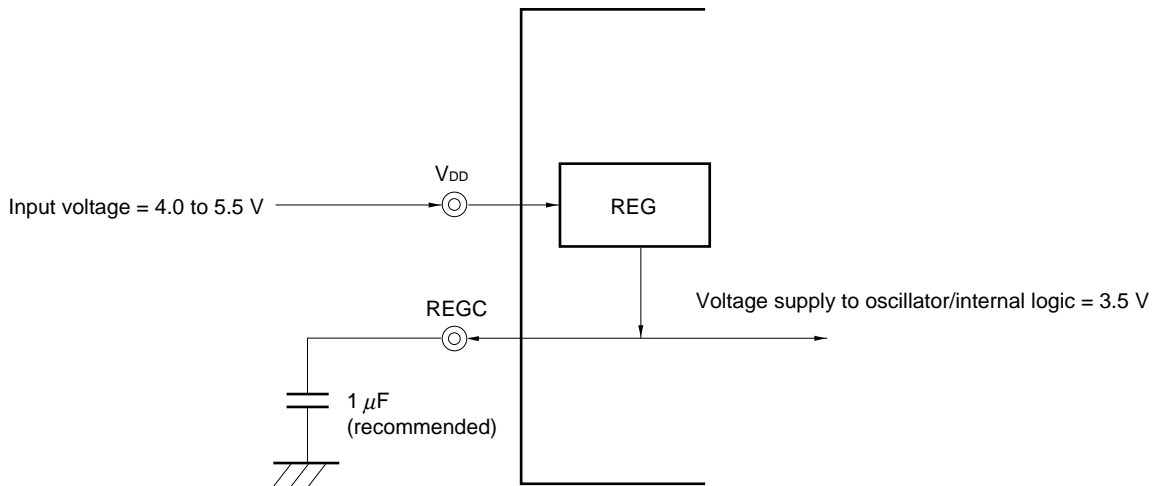 V_DD
Input voltage = 4.0 to 5.5 V
REG
REGC
Voltage supply to oscillator/internal logic = 3.5 V
1 μF
(recommended)